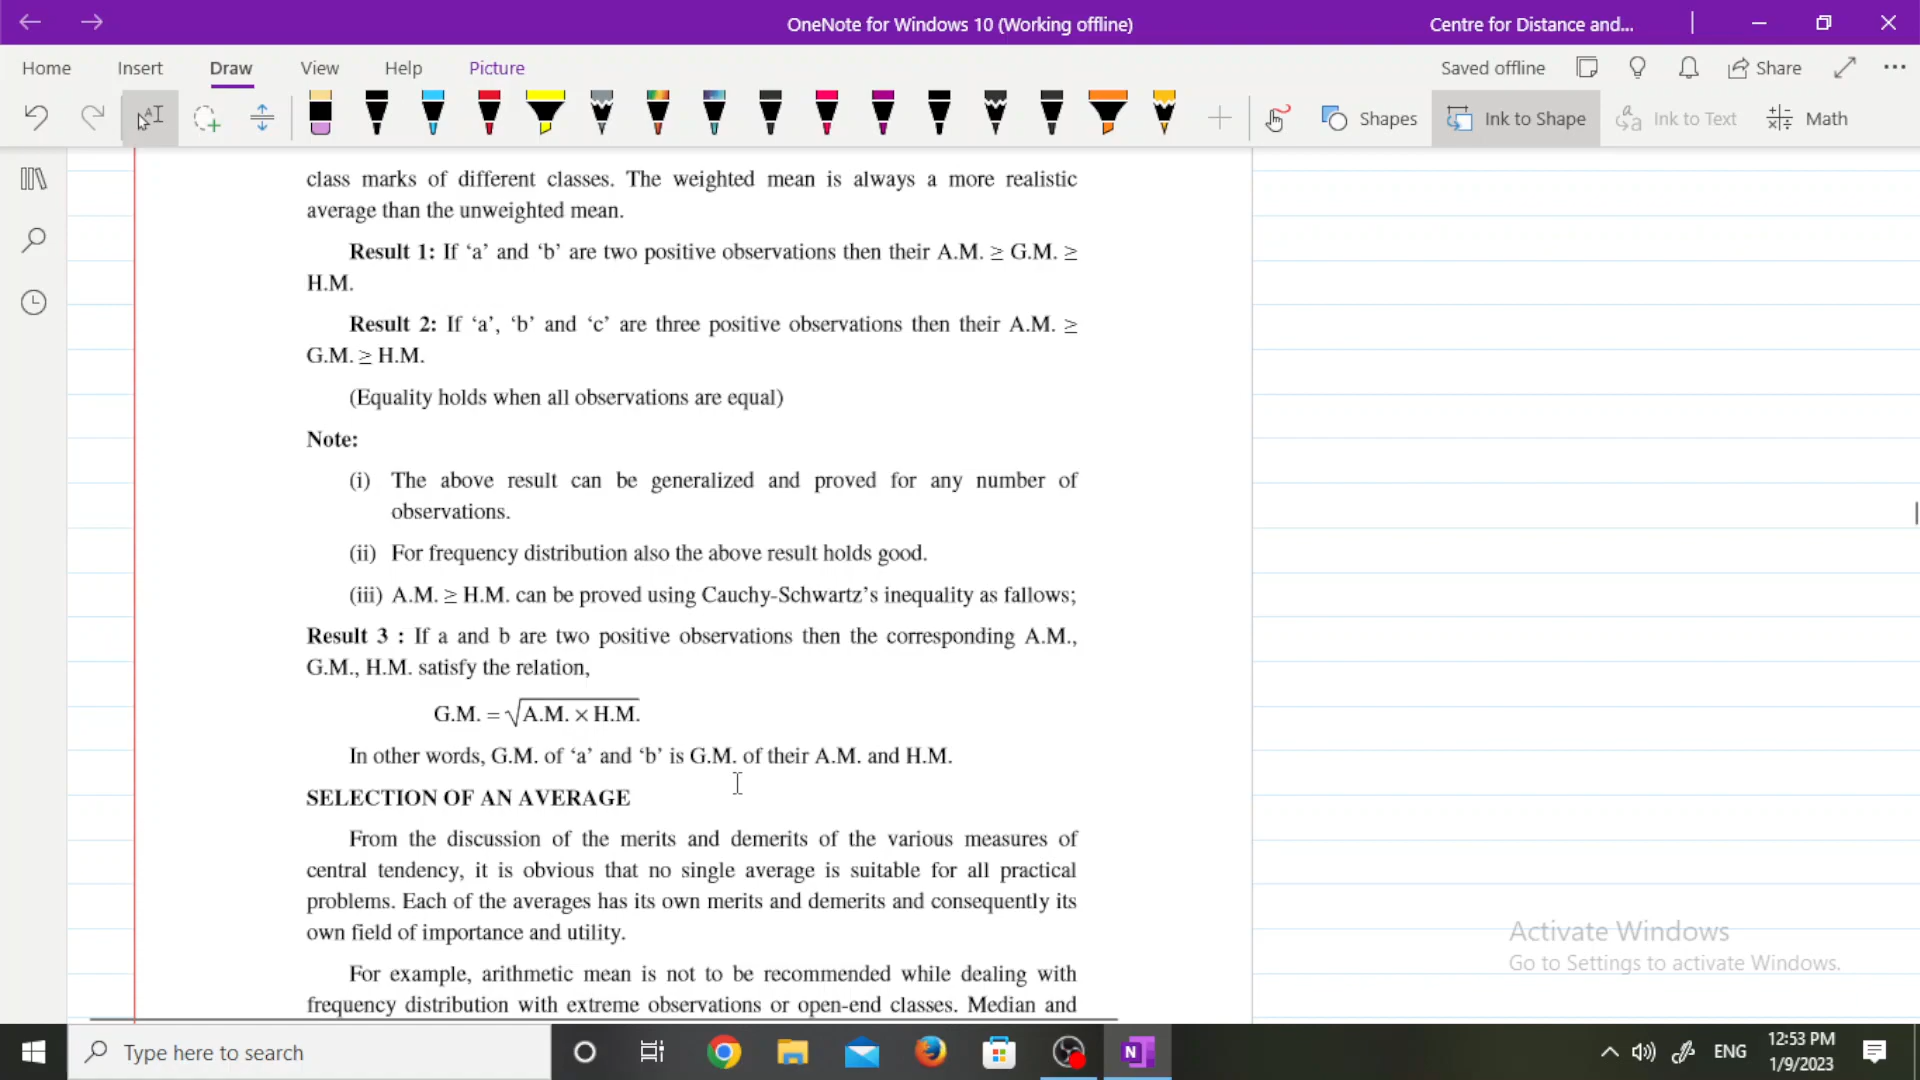 OneNote for Windows 10 (Working offline)
Centre for Distance and...
Home Insert Draw View Help Picture
Saved offline
Share
Shapes
Ink to Shape
Ink to Text
Math
class marks of different classes. The weighted mean is always a more realistic
average than the unweighted mean.
Result 1: If ‘a’ and ‘b’ are two positive observations then their A.M. ≥ G.M. ≥
H.M.
Result 2: If ‘a’, ‘b’ and ‘c’ are three positive observations then their A.M. ≥
G.M. ≥ H.M.
(Equality holds when all observations are equal)
Note:
(i) The above result can be generalized and proved for any number of
observations.
(ii) For frequency distribution also the above result holds good.
(iii) A.M. ≥ H.M. can be proved using Cauchy-Schwartz’s inequality as fallows;
Result 3 : If a and b are two positive observations then the corresponding A.M.,
G.M., H.M. satisfy the relation,
G.M. = √A.M. × H.M.
In other words, G.M. of ‘a’ and ‘b’ is G.M. of their A.M. and H.M.
SELECTION OF AN AVERAGE
From the discussion of the merits and demerits of the various measures of
central tendency, it is obvious that no single average is suitable for all practical
problems. Each of the averages has its own merits and demerits and consequently its
own field of importance and utility.
For example, arithmetic mean is not to be recommended while dealing with
frequency distribution with extreme observations or open-end classes. Median and
Activate Windows
Go to Settings to activate Windows.
Type here to search
ENG
12:53 PM
1/9/2023